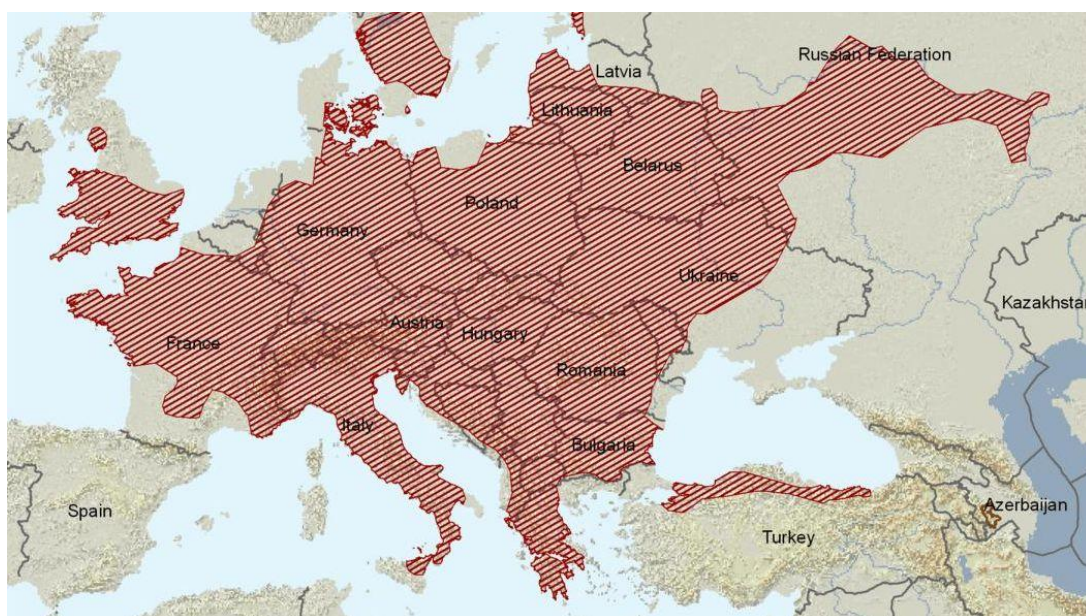 Russian Federation
Latvia
Lithuania
Belarus
Poland
Germany
Ukraine
Kazakhstan
Austria
Hungary
France
Romania
Italy
Bulgaria
Spain
Azerbaijan
Turkey